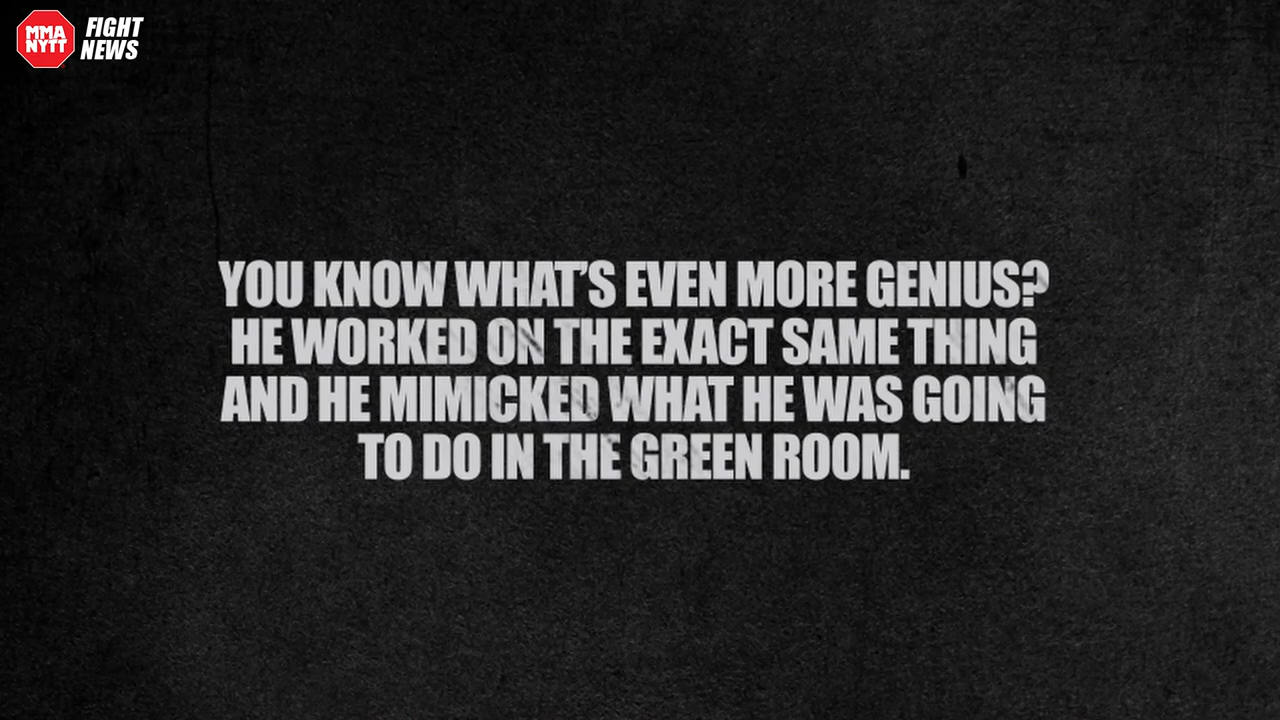 MMA
NYTT
FIGHT
NEWS
YOU KNOW WHAT'S EVEN MORE GENIUS?
HE WORKED ON THE EXACT SAME THING
AND HE MIMICKED WHAT HE WAS GOING
TO DO IN THE GREEN ROOM.